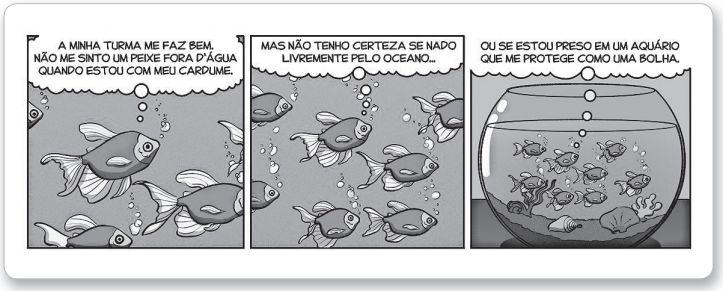 A MINHA TURMA ME FAZ BEM.
NÃO ME SINTO UM PEIXE FORA D'ÁGUA
QUANDO ESTOU COM MEU CARDUME.
MAS NÃO TENHO CERTEZA SE NADO
LIVREMENTE PELO OCEANO...
OU SE ESTOU PRESO EM UM AQUÁRIO
QUE ME PROTEGE COMO UMA BOLHA.